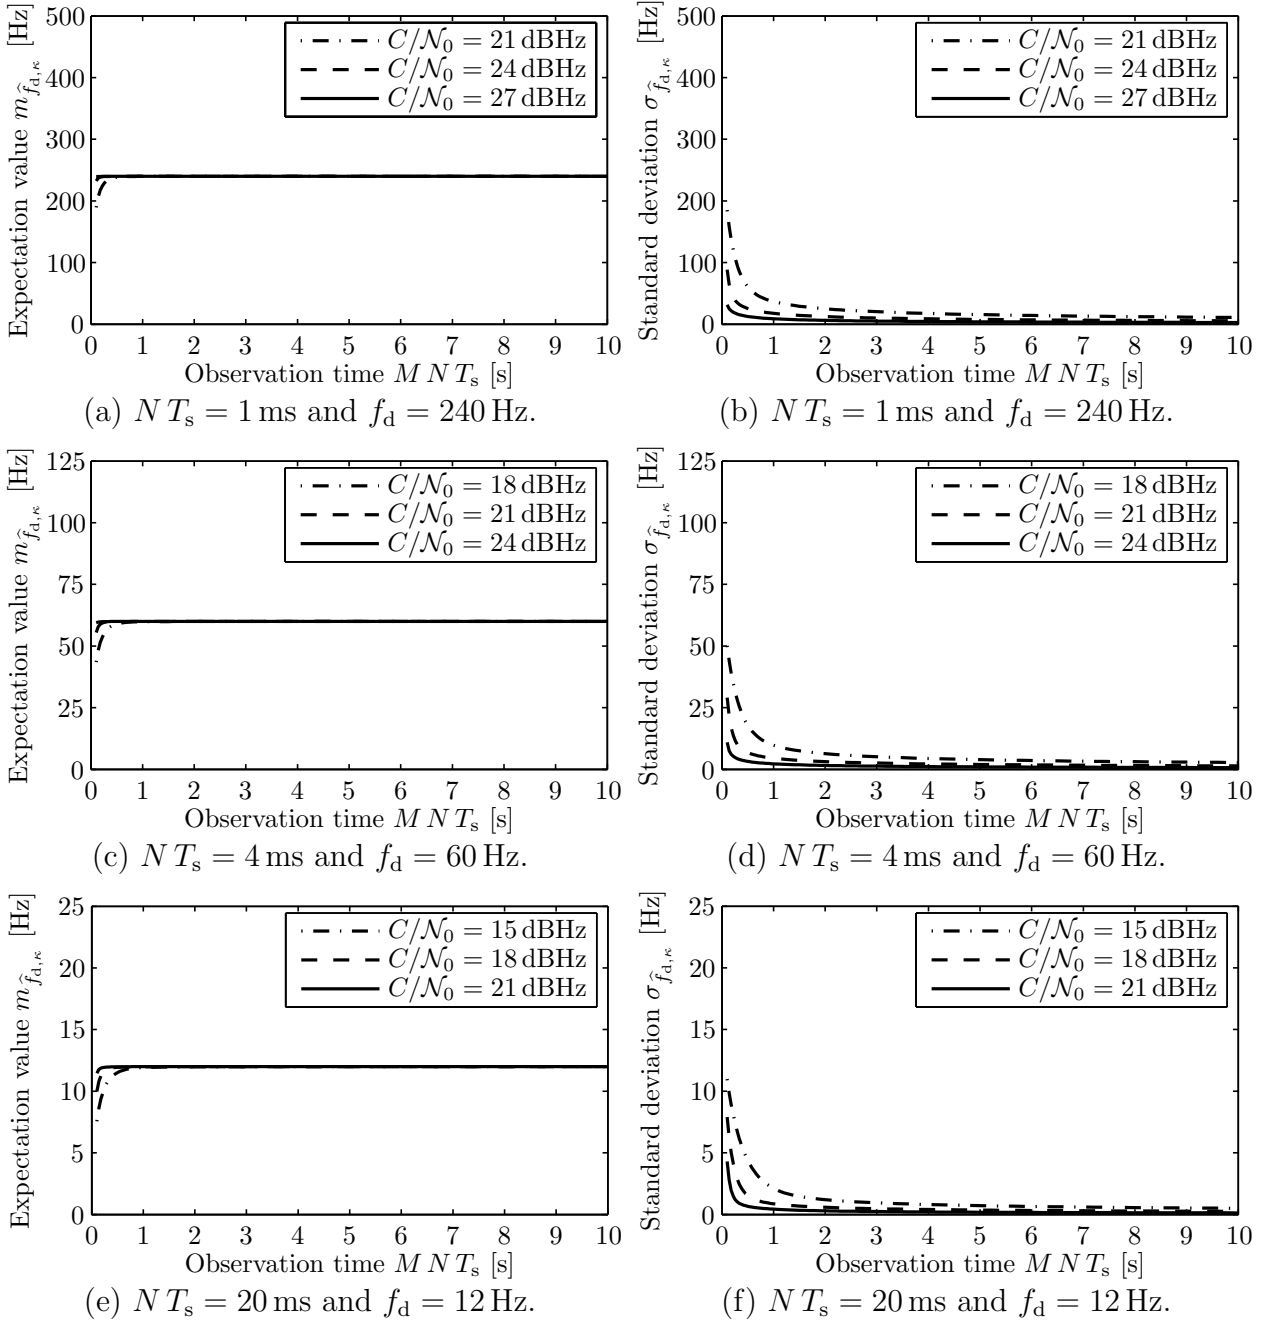 Expectation value m_{\hat{f}_{d,κ}} [Hz]
500
400
300
200
100
0
C/𝒩₀ = 21 dBHz
C/𝒩₀ = 24 dBHz
C/𝒩₀ = 27 dBHz
0 1 2 3 4 5 6 7 8 9 10
Observation time M N Tₛ [s]
(a) N Tₛ = 1 ms and f_d = 240 Hz.
Standard deviation σ_{\hat{f}_{d,κ}} [Hz]
500
400
300
200
100
0
C/𝒩₀ = 21 dBHz
C/𝒩₀ = 24 dBHz
C/𝒩₀ = 27 dBHz
0 1 2 3 4 5 6 7 8 9 10
Observation time M N Tₛ [s]
(b) N Tₛ = 1 ms and f_d = 240 Hz.
Expectation value m_{\hat{f}_{d,κ}} [Hz]
125
100
75
50
25
0
C/𝒩₀ = 18 dBHz
C/𝒩₀ = 21 dBHz
C/𝒩₀ = 24 dBHz
0 1 2 3 4 5 6 7 8 9 10
Observation time M N Tₛ [s]
(c) N Tₛ = 4 ms and f_d = 60 Hz.
Standard deviation σ_{\hat{f}_{d,κ}} [Hz]
125
100
75
50
25
0
C/𝒩₀ = 18 dBHz
C/𝒩₀ = 21 dBHz
C/𝒩₀ = 24 dBHz
0 1 2 3 4 5 6 7 8 9 10
Observation time M N Tₛ [s]
(d) N Tₛ = 4 ms and f_d = 60 Hz.
Expectation value m_{\hat{f}_{d,κ}} [Hz]
25
20
15
10
5
0
C/𝒩₀ = 15 dBHz
C/𝒩₀ = 18 dBHz
C/𝒩₀ = 21 dBHz
0 1 2 3 4 5 6 7 8 9 10
Observation time M N Tₛ [s]
(e) N Tₛ = 20 ms and f_d = 12 Hz.
Standard deviation σ_{\hat{f}_{d,κ}} [Hz]
25
20
15
10
5
0
C/𝒩₀ = 15 dBHz
C/𝒩₀ = 18 dBHz
C/𝒩₀ = 21 dBHz
0 1 2 3 4 5 6 7 8 9 10
Observation time M N Tₛ [s]
(f) N Tₛ = 20 ms and f_d = 12 Hz.